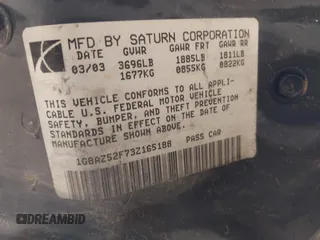 MFD BY SATURN CORPORATION
DATE GVWR GAWR FRT GAWR RR
03/03 3696LB 1885LB 1811LB
1677KG 0855KG 0822KG
THIS VEHICLE CONFORMS TO ALL APPLI-
CABLE U.S. FEDERAL MOTOR VEHICLE
SAFETY, BUMPER, AND THEFT PREVENTION
STANDARDS IN EFFECT ON THE DATE OF
MANUFACTURE SHOWN ABOVE.
1G8AZ52F73Z165188 PASS CAR
DREAMBID